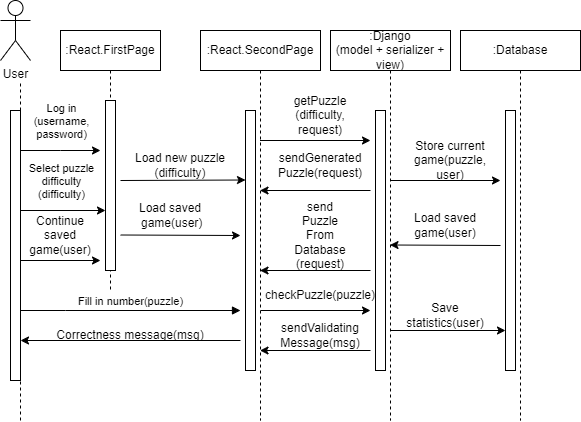 User
:React.FirstPage
:React.SecondPage
:Django
(model + serializer +
view)
:Database
Log in
(username,
password)
Select puzzle
difficulty
(difficulty)
Continue
saved
game(user)
Load new puzzle
(difficulty)
Load saved
game(user)
getPuzzle
(difficulty,
request)
sendGenerated
Puzzle(request)
send
Puzzle
From
Database
(request)
Store current
game(puzzle,
user)
Load saved
game(user)
Fill in number(puzzle)
checkPuzzle(puzzle)
Save
statistics(user)
Correctness message(msg)
sendValidating
Message(msg)